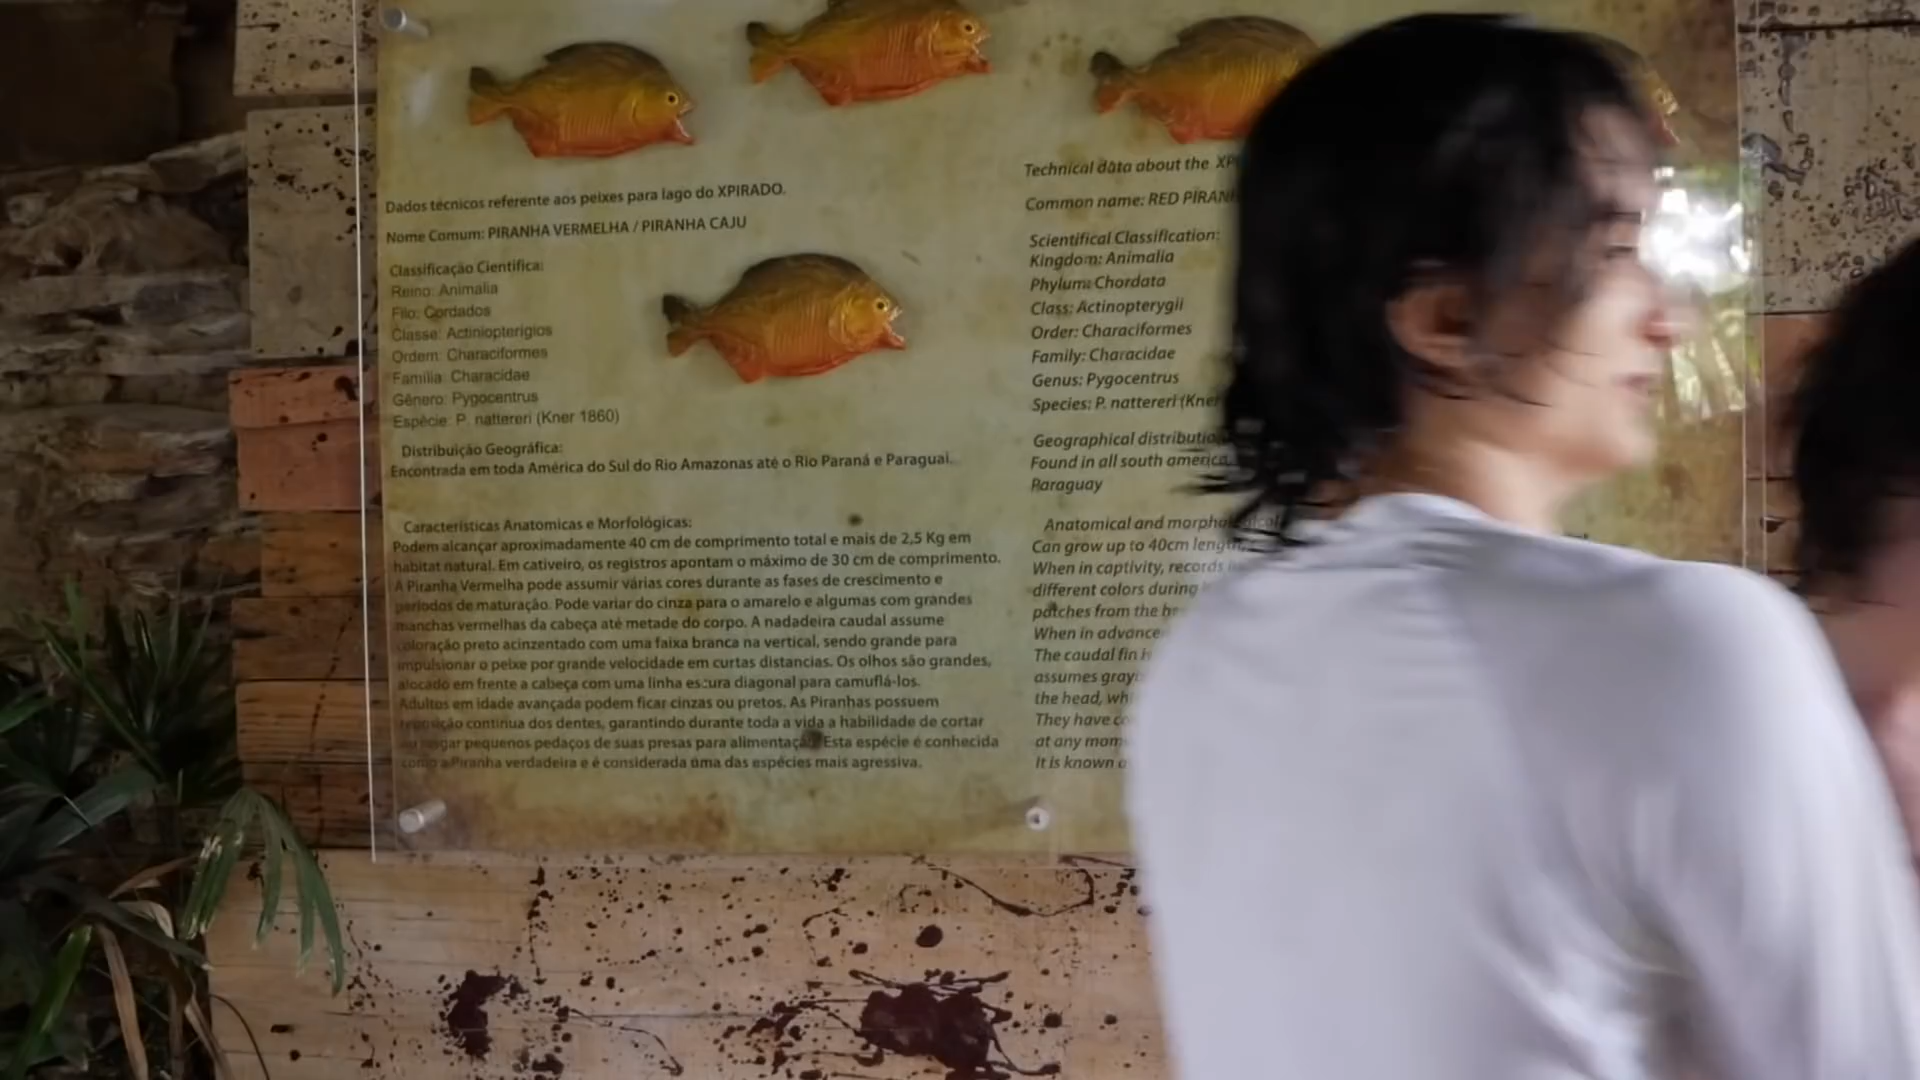 Dados técnicos referente aos peixes para lago do XPIRADO.
Nome Comum: PIRANHA VERMELHA / PIRANHA CAJU
Classificação Científica:
Reino: Animalia
Filo: Cordados
Classe: Actiniopterigios
Ordem: Characiformes
Família: Characidae
Gênero: Pygocentrus
Espécie: P. nattereri (Kner 1860)
Distribuição Geográfica:
Encontrada em toda América do Sul do Rio Amazonas até o Rio Paraná e Paraguai.
Características Anatomicas e Morfológicas:
Podem alcançar aproximadamente 40 cm de comprimento total e mais de 2,5 Kg em
habitat natural. Em cativeiro, os registros apontam o máximo de 30 cm de comprimento.
A Piranha Vermelha pode assumir várias cores durante as fases de crescimento e
períodos de maturação. Pode variar do cinza para o amarelo e algumas com grandes
manchas vermelhas da cabeça até metade do corpo. A nadadeira caudal assume
coloração preto acinzentado com uma faixa branca na vertical, sendo grande para
impulsionar o peixe por grande velocidade em curtas distancias. Os olhos são grandes,
alocado em frente a cabeça com uma linha escura diagonal para camuflá-los.
Adultos em idade avançada podem ficar cinzas ou pretos. As Piranhas possuem
continua dos dentes, garantindo durante toda a vida a habilidade de cortar
pequenos pedaços de suas presas para alimentação. Esta espécie é conhecida
como a Piranha verdadeira e é considerada uma das espécies mais agressiva.
Technical data about the
Common name: RED
Scientifical Classification:
Kingdom: Animalia
Phylum: Chordata
Class: Actinopterygii
Order: Characiformes
Family: Characidae
Genus: Pygocentrus
Species: P. nattereri (Kner
Geographical
Found in all south america
Paraguay
Anatomical and
Can grow up to 40cm
When in captivity, records
different colors during
patches from the
When in
The caudal fin
assumes
the head,
They have
at any
It is known